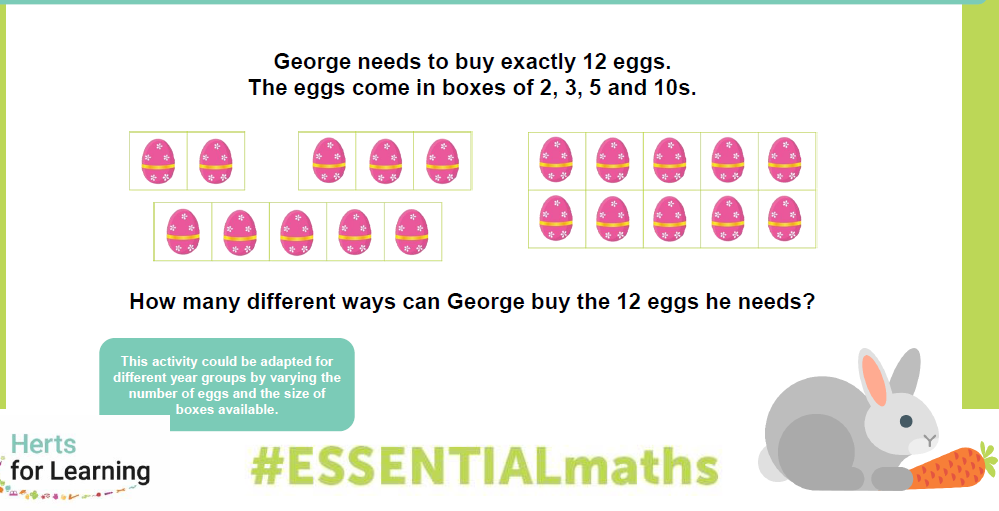 George needs to buy exactly 12 eggs.
The eggs come in boxes of 2, 3, 5 and 10s.
How many different ways can George buy the 12 eggs he needs?
This activity could be adapted for
different year groups by varying the
number of eggs and the size of
boxes available.
Herts
for Learning
#ESSENTIALmaths